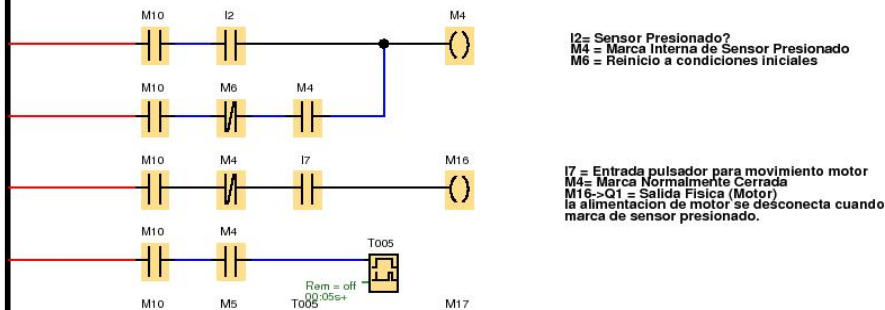 M10 I2 M4
I2= Sensor Presionado?
M4 = Marca Interna de Sensor Presionado
M6 = Reinicio a condiciones iniciales
M10 M6 M4
M10 M4 I7 M16
I7 = Entrada pulsador para movimiento motor
M4= Marca Normalmente Cerrada
M16->Q1 = Salida Fisica (Motor)
la alimentacion de motor se desconecta cuando
marca de sensor presionado.
M10 M4
T005
Rem = off
00:05s+
M10 M5 T005 M17